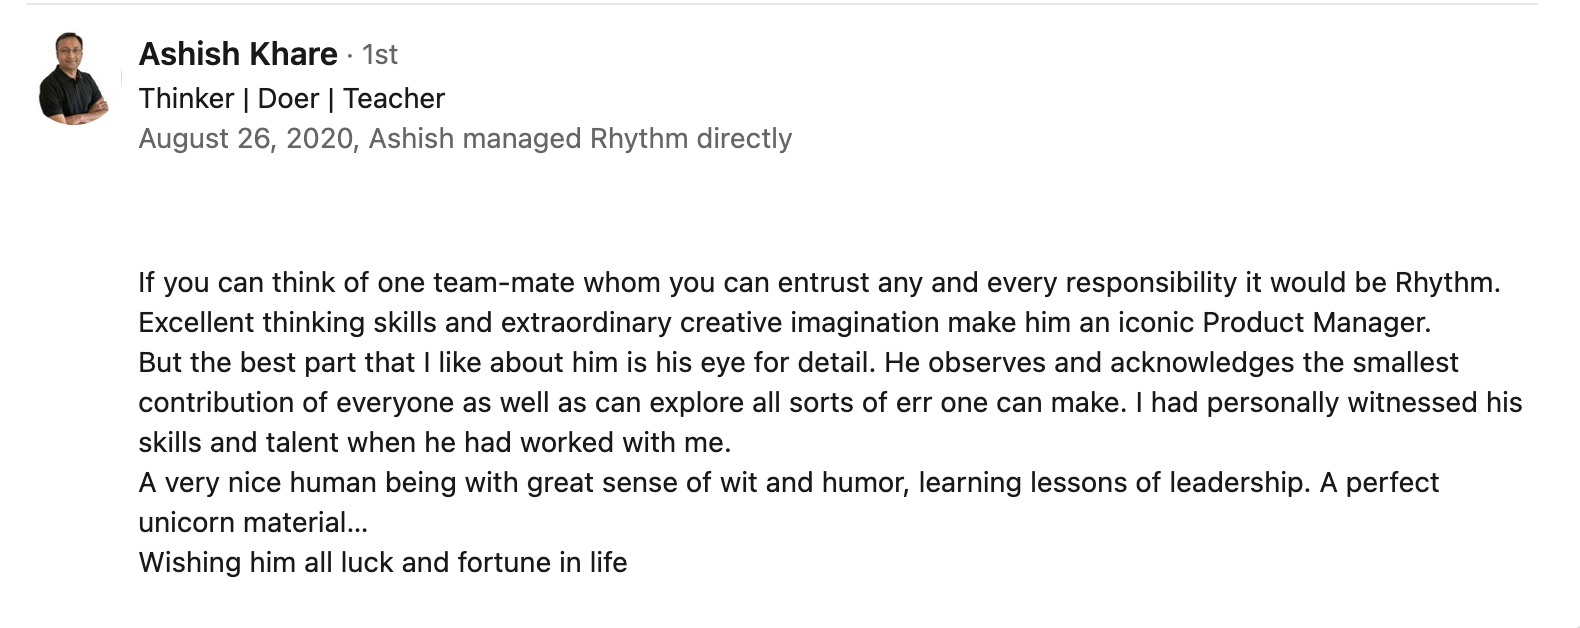 Ashish Khare · 1st
Thinker | Doer | Teacher
August 26, 2020, Ashish managed Rhythm directly
If you can think of one team-mate whom you can entrust any and every responsibility it would be Rhythm.
Excellent thinking skills and extraordinary creative imagination make him an iconic Product Manager.
But the best part that I like about him is his eye for detail. He observes and acknowledges the smallest
contribution of everyone as well as can explore all sorts of err one can make. I had personally witnessed his
skills and talent when he had worked with me.
A very nice human being with great sense of wit and humor, learning lessons of leadership. A perfect
unicorn material...
Wishing him all luck and fortune in life